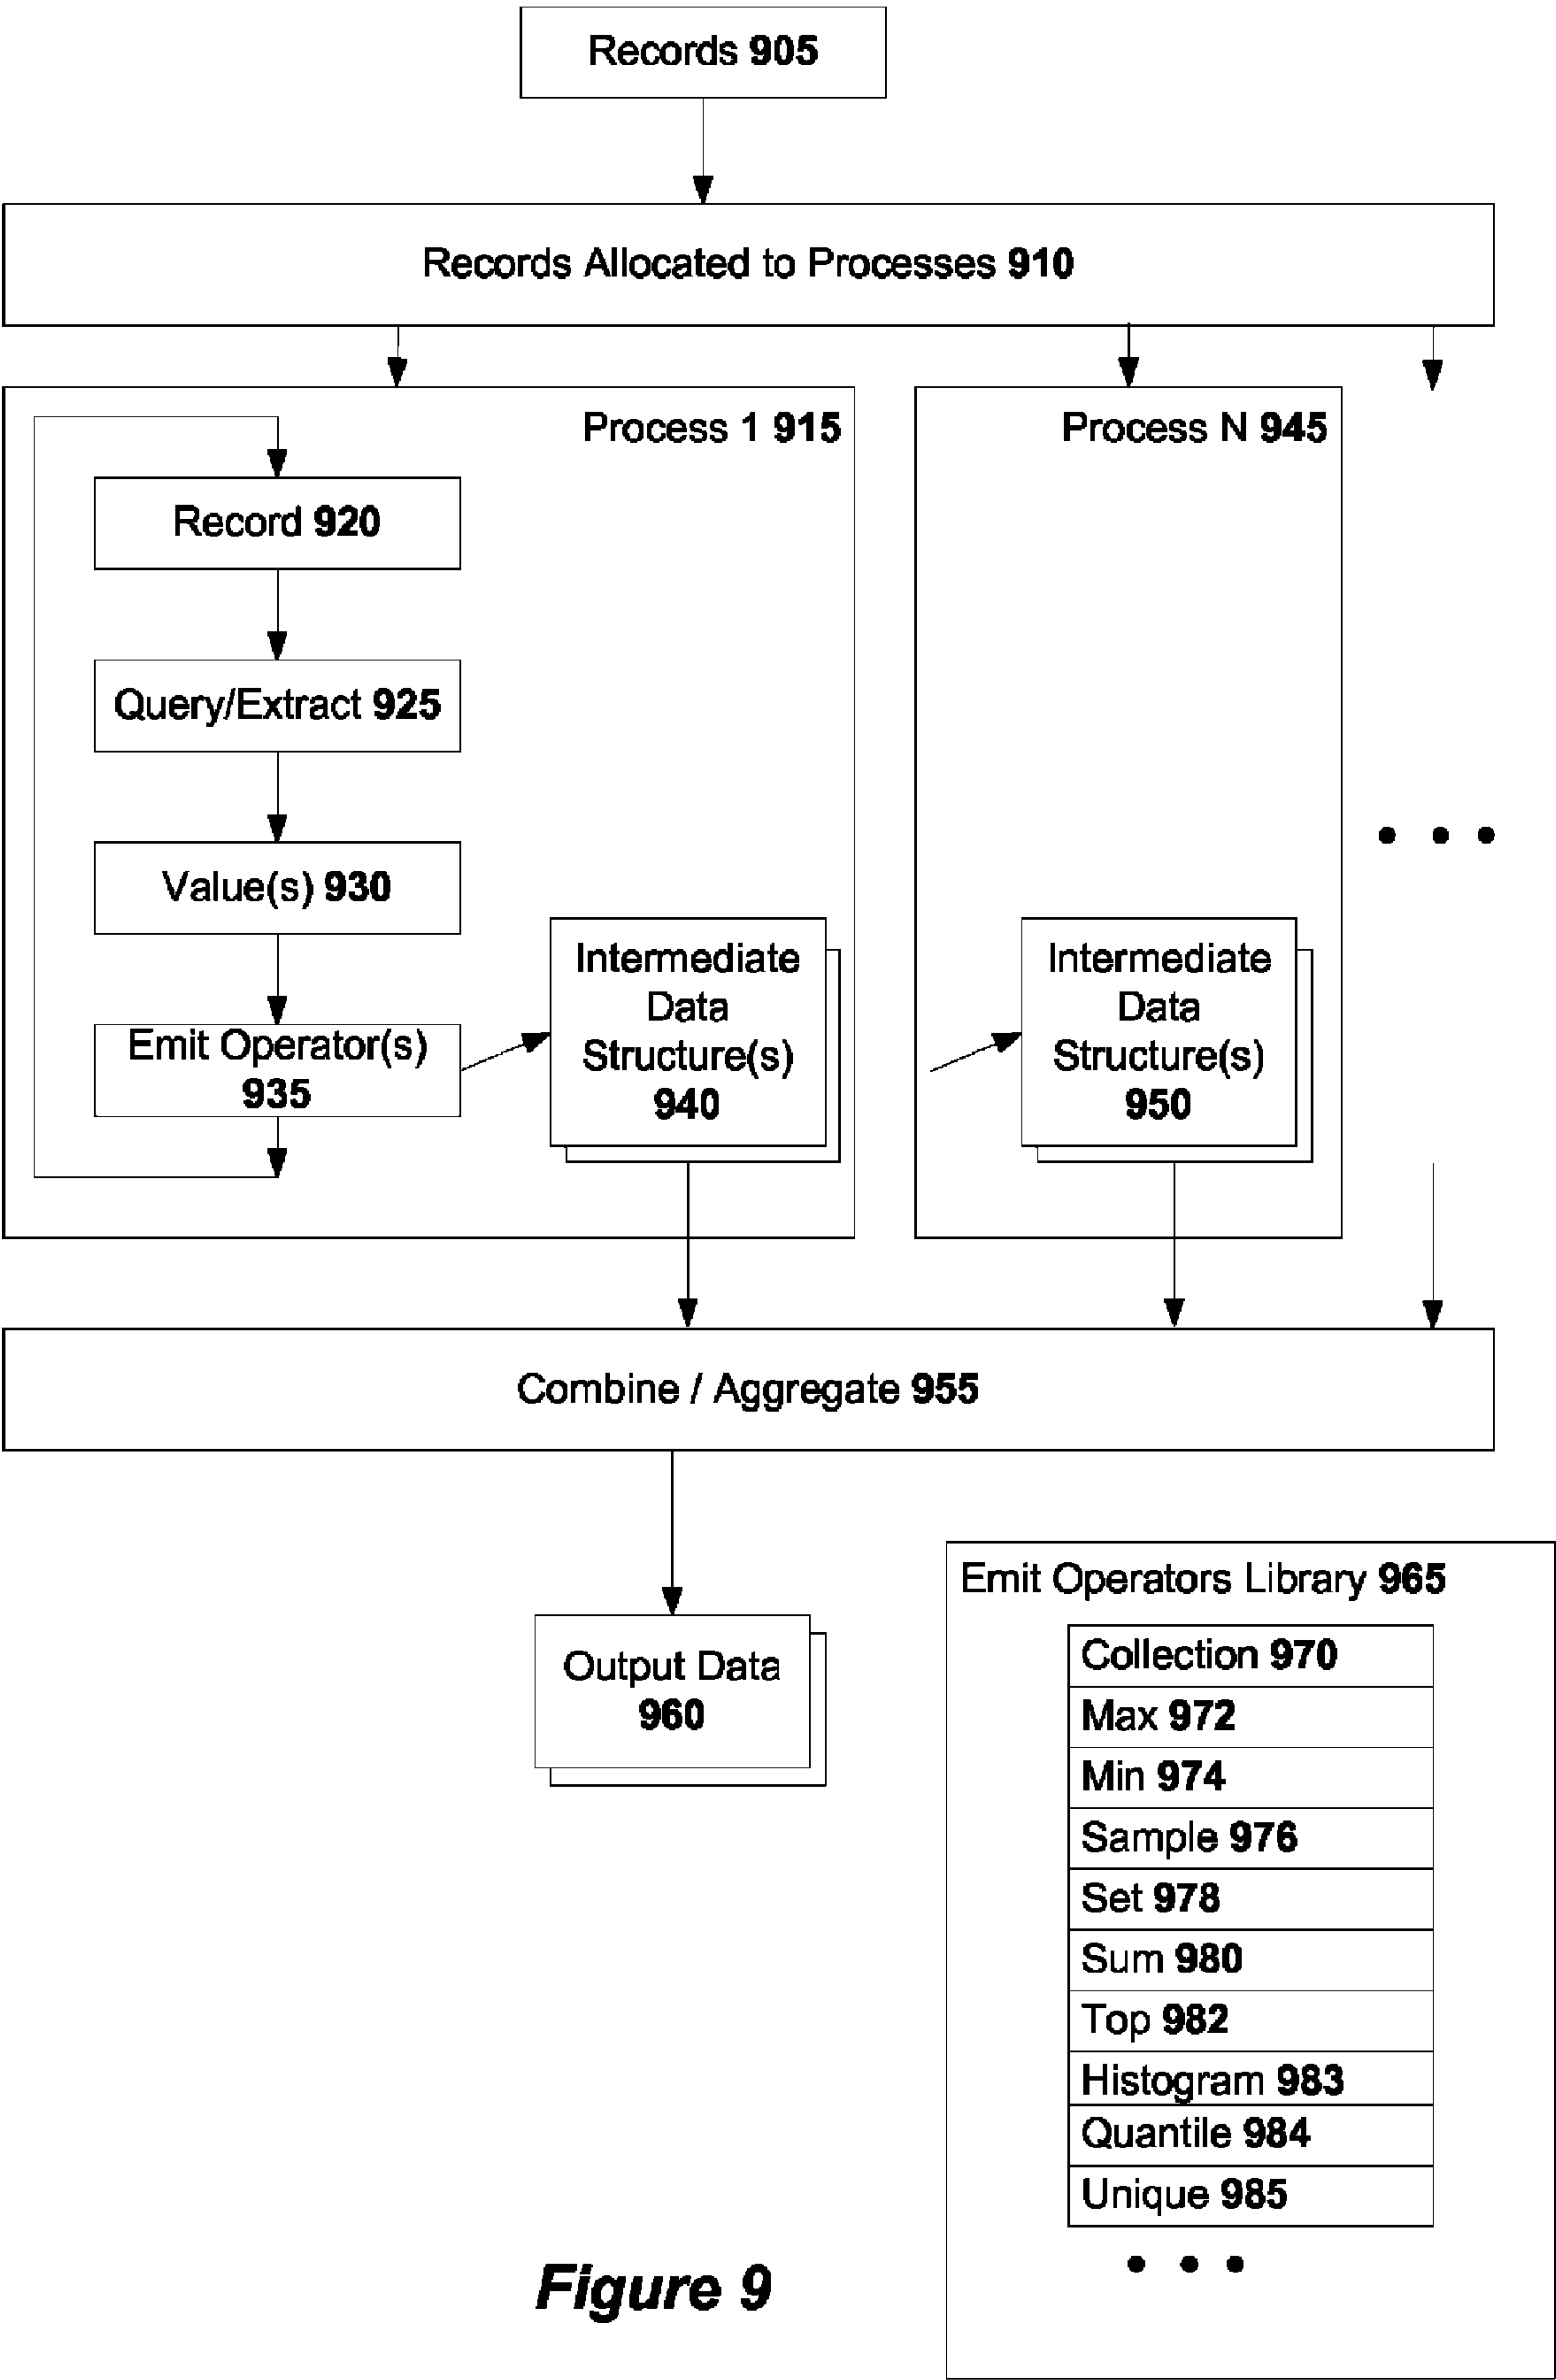 Records 905
Records Allocated to Processes 910
Process 1 915
Record 920
Query/Extract 925
Value(s) 930
Emit Operator(s)
935
Intermediate
Data
Structure(s)
940
Process N 945
Intermediate
Data
Structure(s)
950
Combine / Aggregate 955
Output Data
960
Emit Operators Library 965
Collection 970
Max 972
Min 974
Sample 976
Set 978
Sum 980
Top 982
Histogram 983
Quantile 984
Unique 985
Figure 9